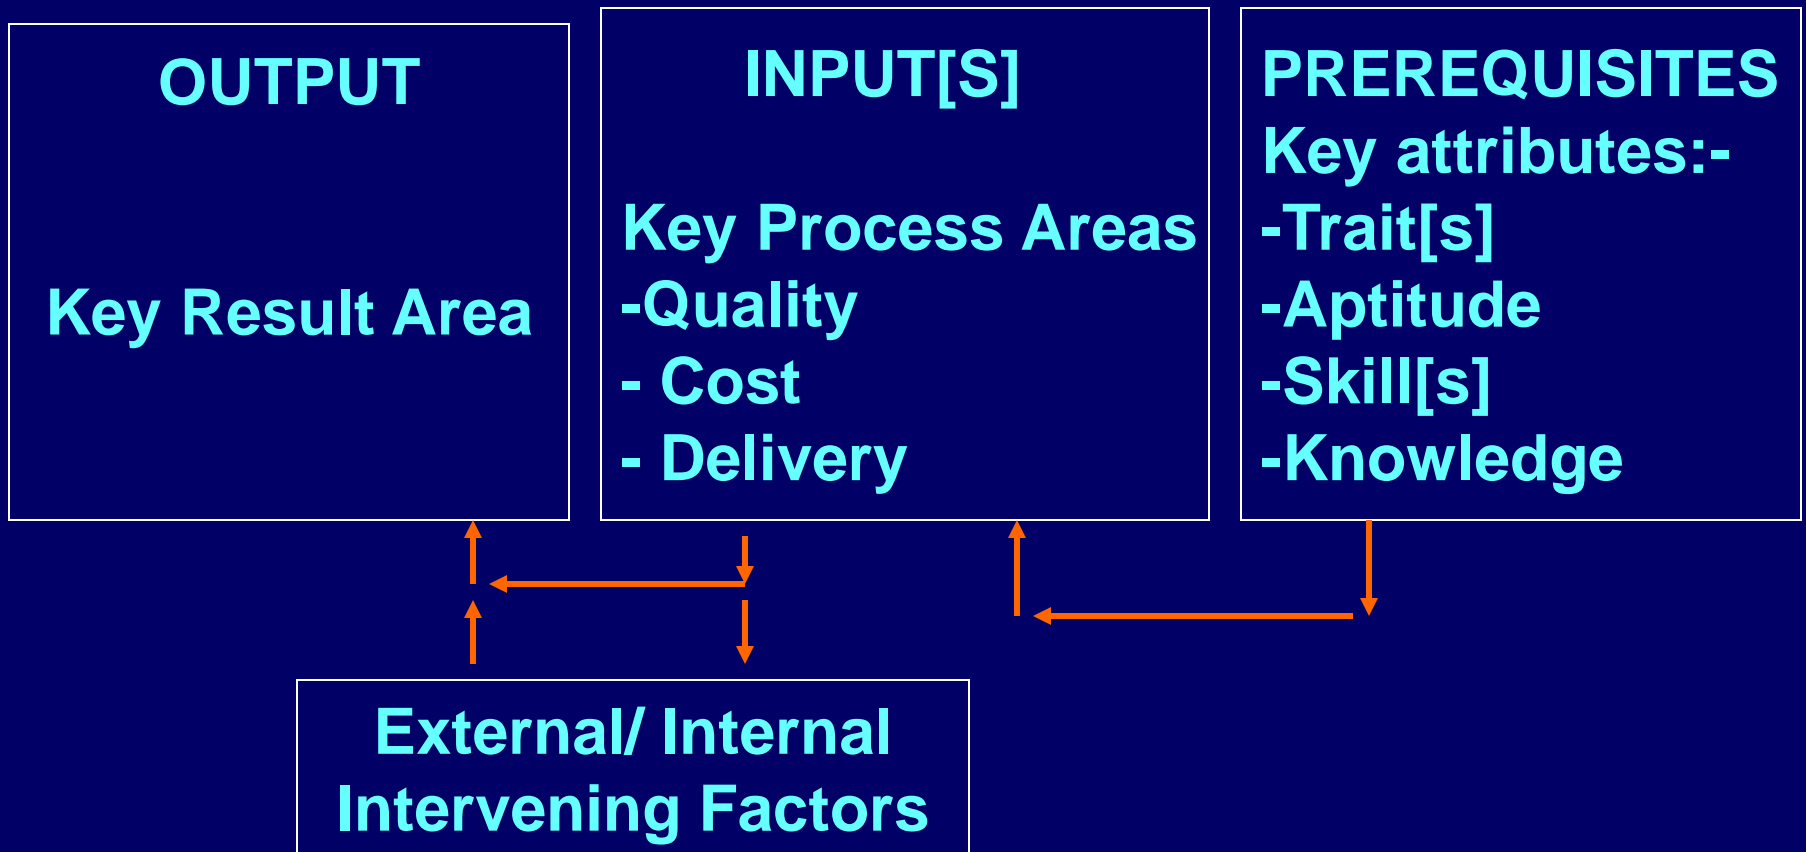 OUTPUT
Key Result Area
INPUT[S]
Key Process Areas
-Quality
- Cost
- Delivery
PREREQUISITES
Key attributes:-
-Trait[s]
-Aptitude
-Skill[s]
-Knowledge
External/ Internal
Intervening Factors